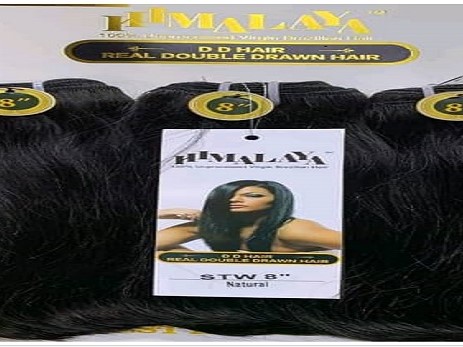 HIMALAYA
100% Unprocessed Virgin Brazilian Hair
D D HAIR
REAL DOUBLE DRAWN HAIR
8"
8"
8"
HIMALAYA
100% Unprocessed Virgin Brazilian Hair
D D HAIR
REAL DOUBLE DRAWN HAIR
STW 8"
Natural